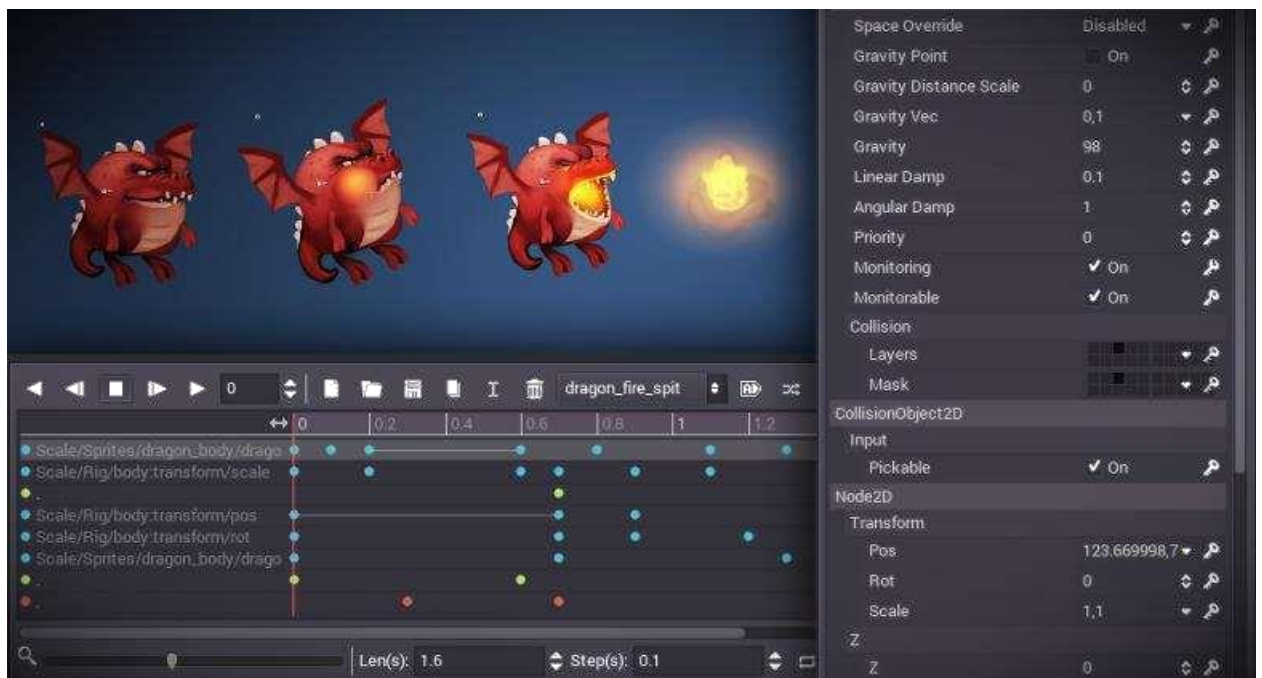 Space Override Disabled
Gravity Point On
Gravity Distance Scale 0
Gravity Vec 0,1
Gravity 98
Linear Damp 0.1
Angular Damp 1
Priority 0
Monitoring On
Monitorable On
Collision
Layers
Mask
CollisionObject2D
Input
Pickable On
Node2D
Transform
Pos 123.669998,7
Rot 0
Scale 1,1
Z
Z 0
0 dragon_fire_spit
0 0.2 0.4 0.6 0.8 1 1.2
Scale/Sprites/dragon_body/drago
Scale/Rig/body:transform/scale
.
Scale/Rig/body:transform/pos
Scale/Rig/body:transform/rot
Scale/Sprites/dragon_body/drago
.
.
Len(s): 1.6 Step(s): 0.1